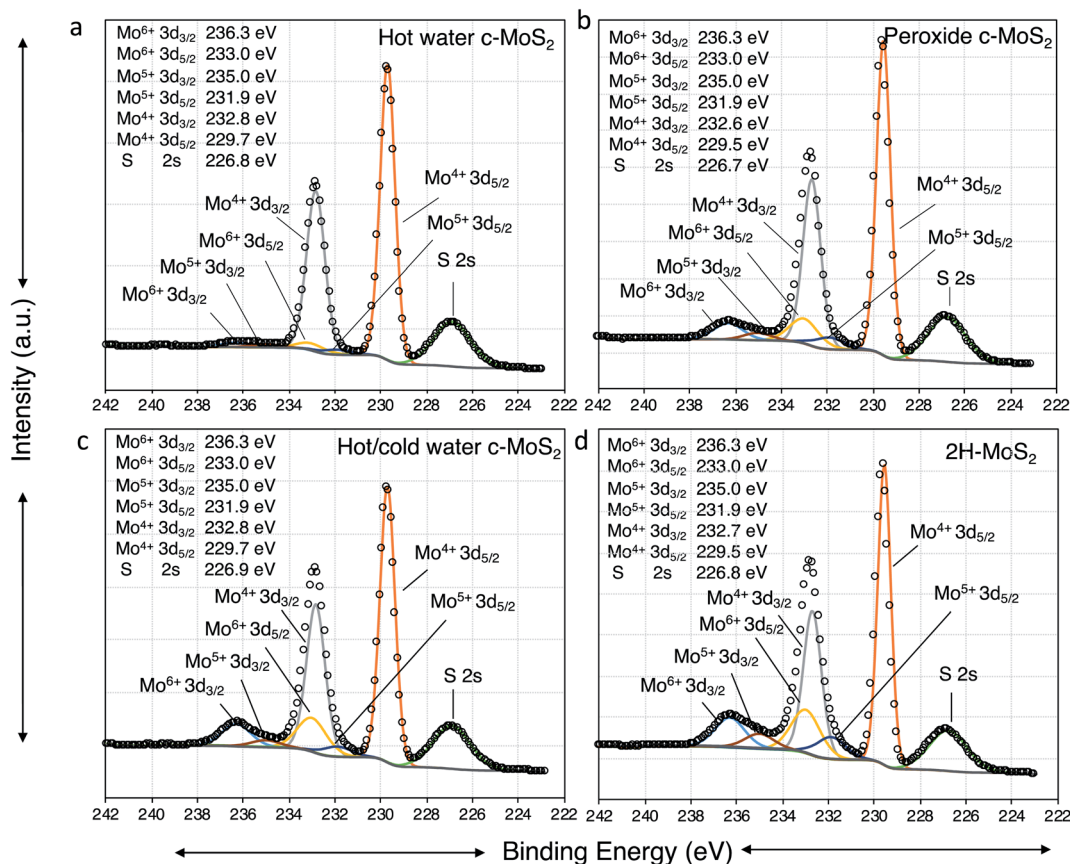 a
Mo⁶⁺ 3d₃/₂ 236.3 eV
Mo⁶⁺ 3d₅/₂ 233.0 eV
Mo⁵⁺ 3d₃/₂ 235.0 eV
Mo⁵⁺ 3d₅/₂ 231.9 eV
Mo⁴⁺ 3d₃/₂ 232.8 eV
Mo⁴⁺ 3d₅/₂ 229.7 eV
S 2s 226.8 eV
Hot water c-MoS₂
Mo⁴⁺ 3d₃/₂
Mo⁶⁺ 3d₅/₂
Mo⁵⁺ 3d₃/₂
Mo⁶⁺ 3d₃/₂
Mo⁴⁺ 3d₅/₂
Mo⁵⁺ 3d₅/₂
S 2s
242 240 238 236 234 233 230 228 226 224 222
b
Mo⁶⁺ 3d₃/₂ 236.3 eV
Mo⁶⁺ 3d₅/₂ 233.0 eV
Mo⁵⁺ 3d₃/₂ 235.0 eV
Mo⁵⁺ 3d₅/₂ 231.9 eV
Mo⁴⁺ 3d₃/₂ 232.6 eV
Mo⁴⁺ 3d₅/₂ 229.5 eV
S 2s 226.7 eV
Peroxide c-MoS₂
Mo⁴⁺ 3d₃/₂
Mo⁶⁺ 3d₅/₂
Mo⁵⁺ 3d₃/₂
Mo⁶⁺ 3d₃/₂
Mo⁴⁺ 3d₅/₂
Mo⁵⁺ 3d₅/₂
S 2s
242 240 238 236 234 233 230 228 226 224 222
c
Mo⁶⁺ 3d₃/₂ 236.3 eV
Mo⁶⁺ 3d₅/₂ 233.0 eV
Mo⁵⁺ 3d₃/₂ 235.0 eV
Mo⁵⁺ 3d₅/₂ 231.9 eV
Mo⁴⁺ 3d₃/₂ 232.8 eV
Mo⁴⁺ 3d₅/₂ 229.7 eV
S 2s 226.9 eV
Hot/cold water c-MoS₂
Mo⁴⁺ 3d₃/₂
Mo⁶⁺ 3d₅/₂
Mo⁵⁺ 3d₃/₂
Mo⁶⁺ 3d₃/₂
Mo⁴⁺ 3d₅/₂
Mo⁵⁺ 3d₅/₂
S 2s
242 240 238 236 234 233 230 228 226 224 222
d
Mo⁶⁺ 3d₃/₂ 236.3 eV
Mo⁶⁺ 3d₅/₂ 233.0 eV
Mo⁵⁺ 3d₃/₂ 235.0 eV
Mo⁵⁺ 3d₅/₂ 231.9 eV
Mo⁴⁺ 3d₃/₂ 232.7 eV
Mo⁴⁺ 3d₅/₂ 229.5 eV
S 2s 226.8 eV
2H-MoS₂
Mo⁴⁺ 3d₃/₂
Mo⁶⁺ 3d₅/₂
Mo⁵⁺ 3d₃/₂
Mo⁶⁺ 3d₃/₂
Mo⁴⁺ 3d₅/₂
Mo⁵⁺ 3d₅/₂
S 2s
242 240 238 236 234 233 230 228 226 224 222
Intensity (a.u.)
Binding Energy (eV)